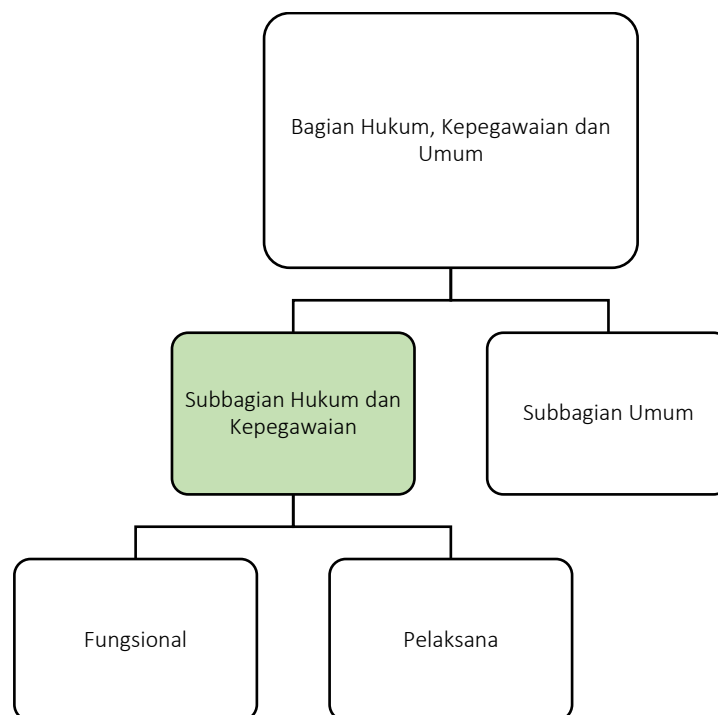 Bagian Hukum, Kepegawaian dan
Umum
Subbagian Hukum dan
Kepegawaian
Subbagian Umum
Fungsional
Pelaksana